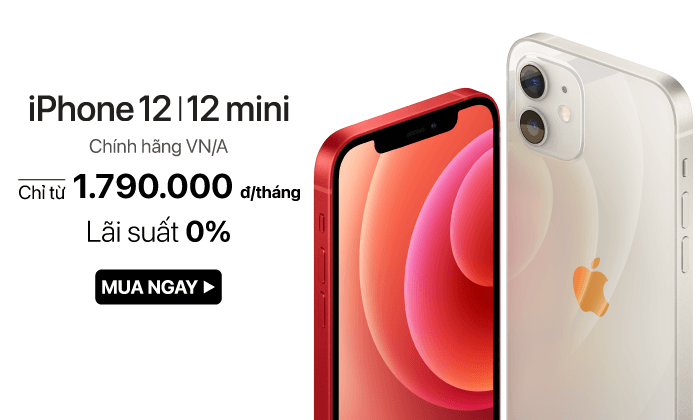 iPhone 12 | 12 mini
Chính hãng VN/A
Chỉ từ 1.790.000 đ/tháng
Lãi suất 0%
MUA NGAY ▶